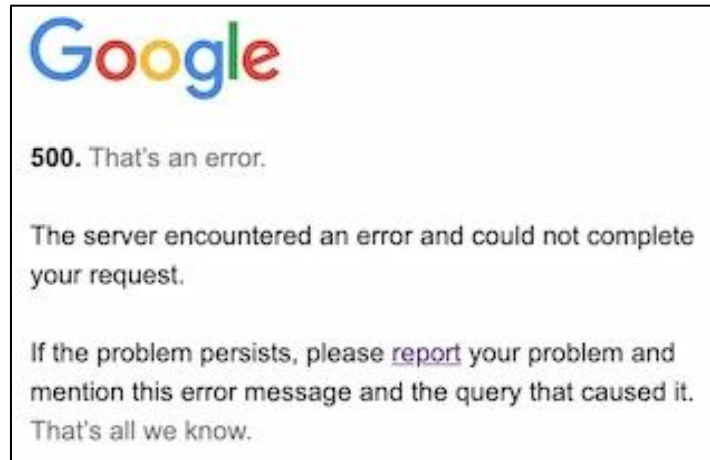 Google
500. That's an error.
The server encountered an error and could not complete
your request.
If the problem persists, please report your problem and
mention this error message and the query that caused it.
That's all we know.